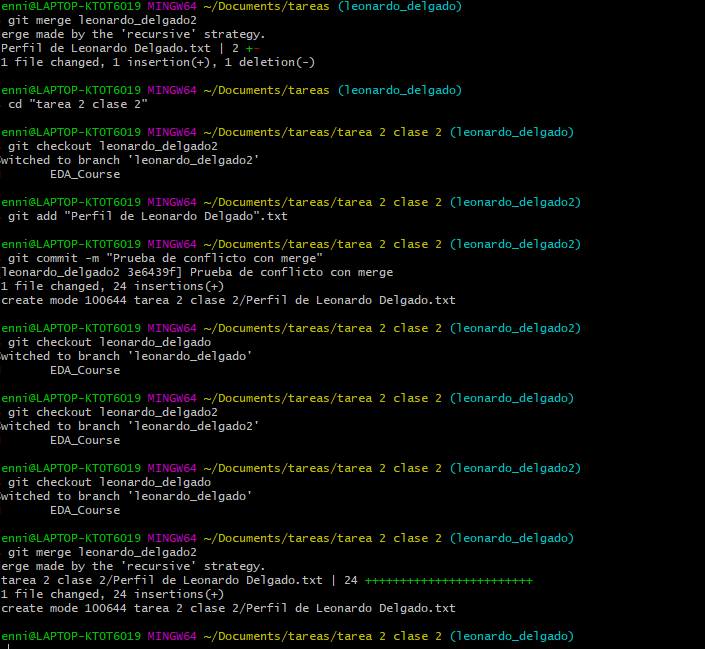 enni@LAPTOP-KTOT6019 MINGW64 ~/Documents/tareas (leonardo_delgado)
git merge leonardo_delgado2
erge made by the 'recursive' strategy.
Perfil de Leonardo Delgado.txt | 2 +-
1 file changed, 1 insertion(+), 1 deletion(-)
enni@LAPTOP-KTOT6019 MINGW64 ~/Documents/tareas (leonardo_delgado)
cd "tarea 2 clase 2"
enni@LAPTOP-KTOT6019 MINGW64 ~/Documents/tareas/tarea 2 clase 2 (leonardo_delgado)
git checkout leonardo_delgado2
witched to branch 'leonardo_delgado2'
EDA_Course
enni@LAPTOP-KTOT6019 MINGW64 ~/Documents/tareas/tarea 2 clase 2 (leonardo_delgado2)
git add "Perfil de Leonardo Delgado".txt
enni@LAPTOP-KTOT6019 MINGW64 ~/Documents/tareas/tarea 2 clase 2 (leonardo_delgado2)
git commit -m "Prueba de conflicto con merge"
[leonardo_delgado2 3e6439f] Prueba de conflicto con merge
1 file changed, 24 insertions(+)
create mode 100644 tarea 2 clase 2/Perfil de Leonardo Delgado.txt
enni@LAPTOP-KTOT6019 MINGW64 ~/Documents/tareas/tarea 2 clase 2 (leonardo_delgado2)
git checkout leonardo_delgado
witched to branch 'leonardo_delgado'
EDA_Course
enni@LAPTOP-KTOT6019 MINGW64 ~/Documents/tareas/tarea 2 clase 2 (leonardo_delgado)
git checkout leonardo_delgado2
witched to branch 'leonardo_delgado2'
EDA_Course
enni@LAPTOP-KTOT6019 MINGW64 ~/Documents/tareas/tarea 2 clase 2 (leonardo_delgado2)
git checkout leonardo_delgado
witched to branch 'leonardo_delgado'
EDA_Course
enni@LAPTOP-KTOT6019 MINGW64 ~/Documents/tareas/tarea 2 clase 2 (leonardo_delgado)
git merge leonardo_delgado2
erge made by the 'recursive' strategy.
tarea 2 clase 2/Perfil de Leonardo Delgado.txt | 24 ++++++++++++++++++++++++
1 file changed, 24 insertions(+)
create mode 100644 tarea 2 clase 2/Perfil de Leonardo Delgado.txt
enni@LAPTOP-KTOT6019 MINGW64 ~/Documents/tareas/tarea 2 clase 2 (leonardo_delgado)